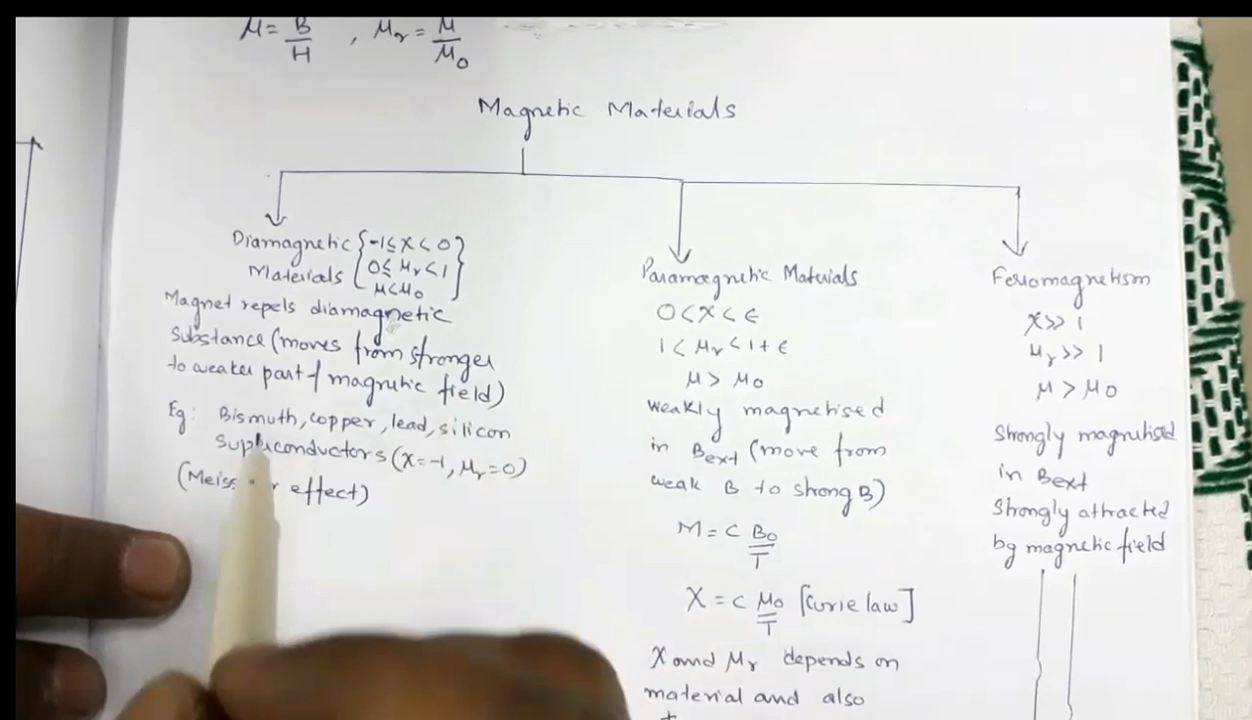 μ = B/H , μr = μ/μ0
Magnetic Materials
Diamagnetic {-1≤χ<0}
Materials {0≤μr<1}
μ<μ0
Magnet repels diamagnetic
Substance (moves from stronger
to weaker part of magnetic field)
Eg: Bismuth, copper, lead, silicon
Superconductors (χ=-1, μr=0)
effect)
Paramagnetic Materials
0<χ<ε
1<μr<1+ε
μ>μ0
Weakly magnetised
in Bext (move from
weak B to strong B)
M = C B0/T
χ = C μ0/T [Curie law]
χ and μr depends on
material and also
Ferromagnetism
χ>>1
μr>>1
μ>μ0
Strongly magnetised
in Bext
Strongly attracted
by magnetic field